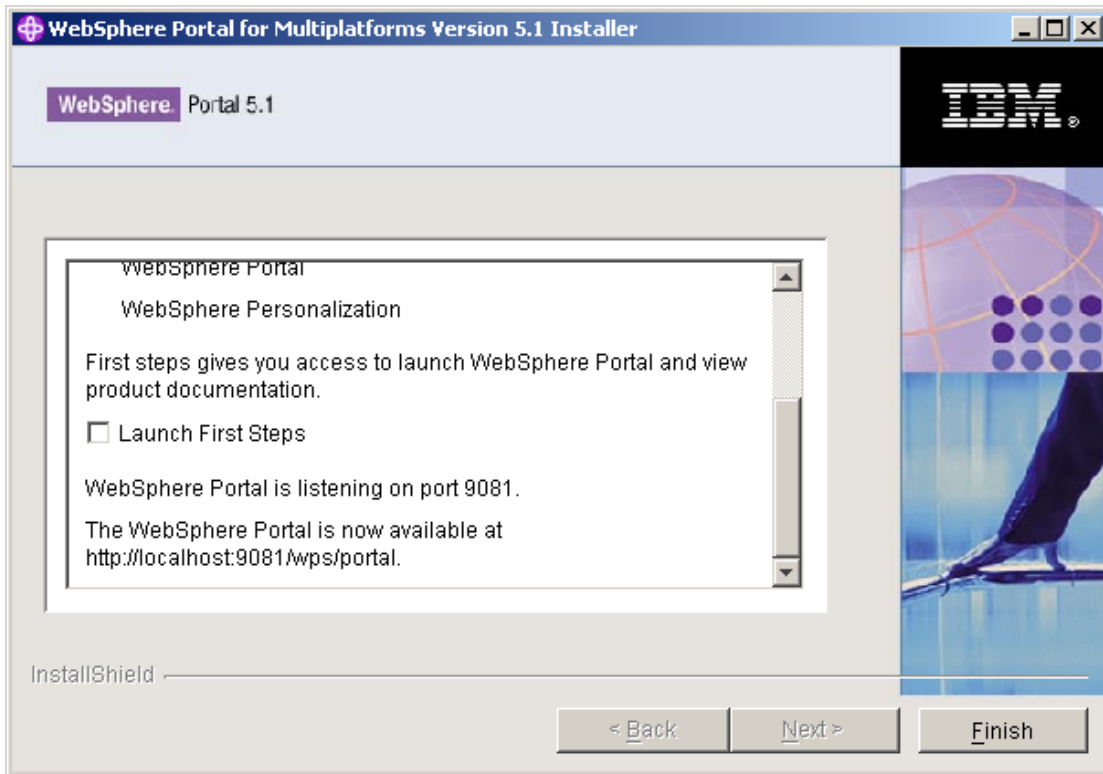 WebSphere Portal for Multiplatforms Version 5.1 Installer
WebSphere. Portal 5.1
IBM.®
WebSphere Portal
WebSphere Personalization
First steps gives you access to launch WebSphere Portal and view
product documentation.
Launch First Steps
WebSphere Portal is listening on port 9081.
The WebSphere Portal is now available at
http://localhost:9081/wps/portal.
InstallShield
< Back
Next >
Finish